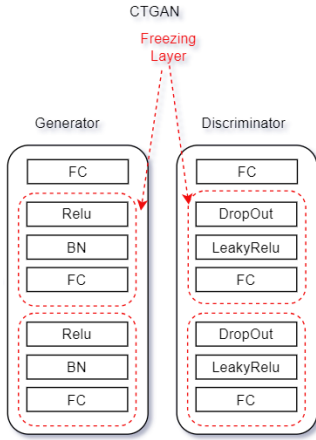 CTGAN
Freezing
Layer
Generator
FC
Relu
BN
FC
Relu
BN
FC
Discriminator
FC
DropOut
LeakyRelu
FC
DropOut
LeakyRelu
FC